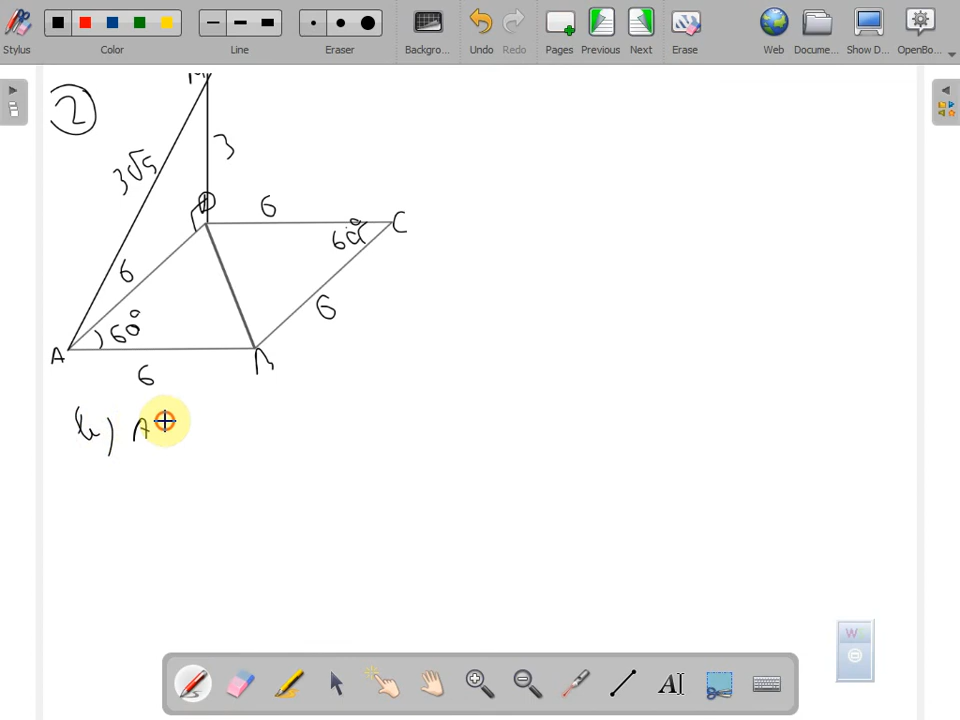 Stylus
Color
Line
Eraser
Backgro...
Undo
Redo
Pages
Previous
Next
Erase
Web
Docume...
Show D...
OpenBo...
2
M
3√5
3
D
6
C
60°
6
6
60°
A
B
6
b) A